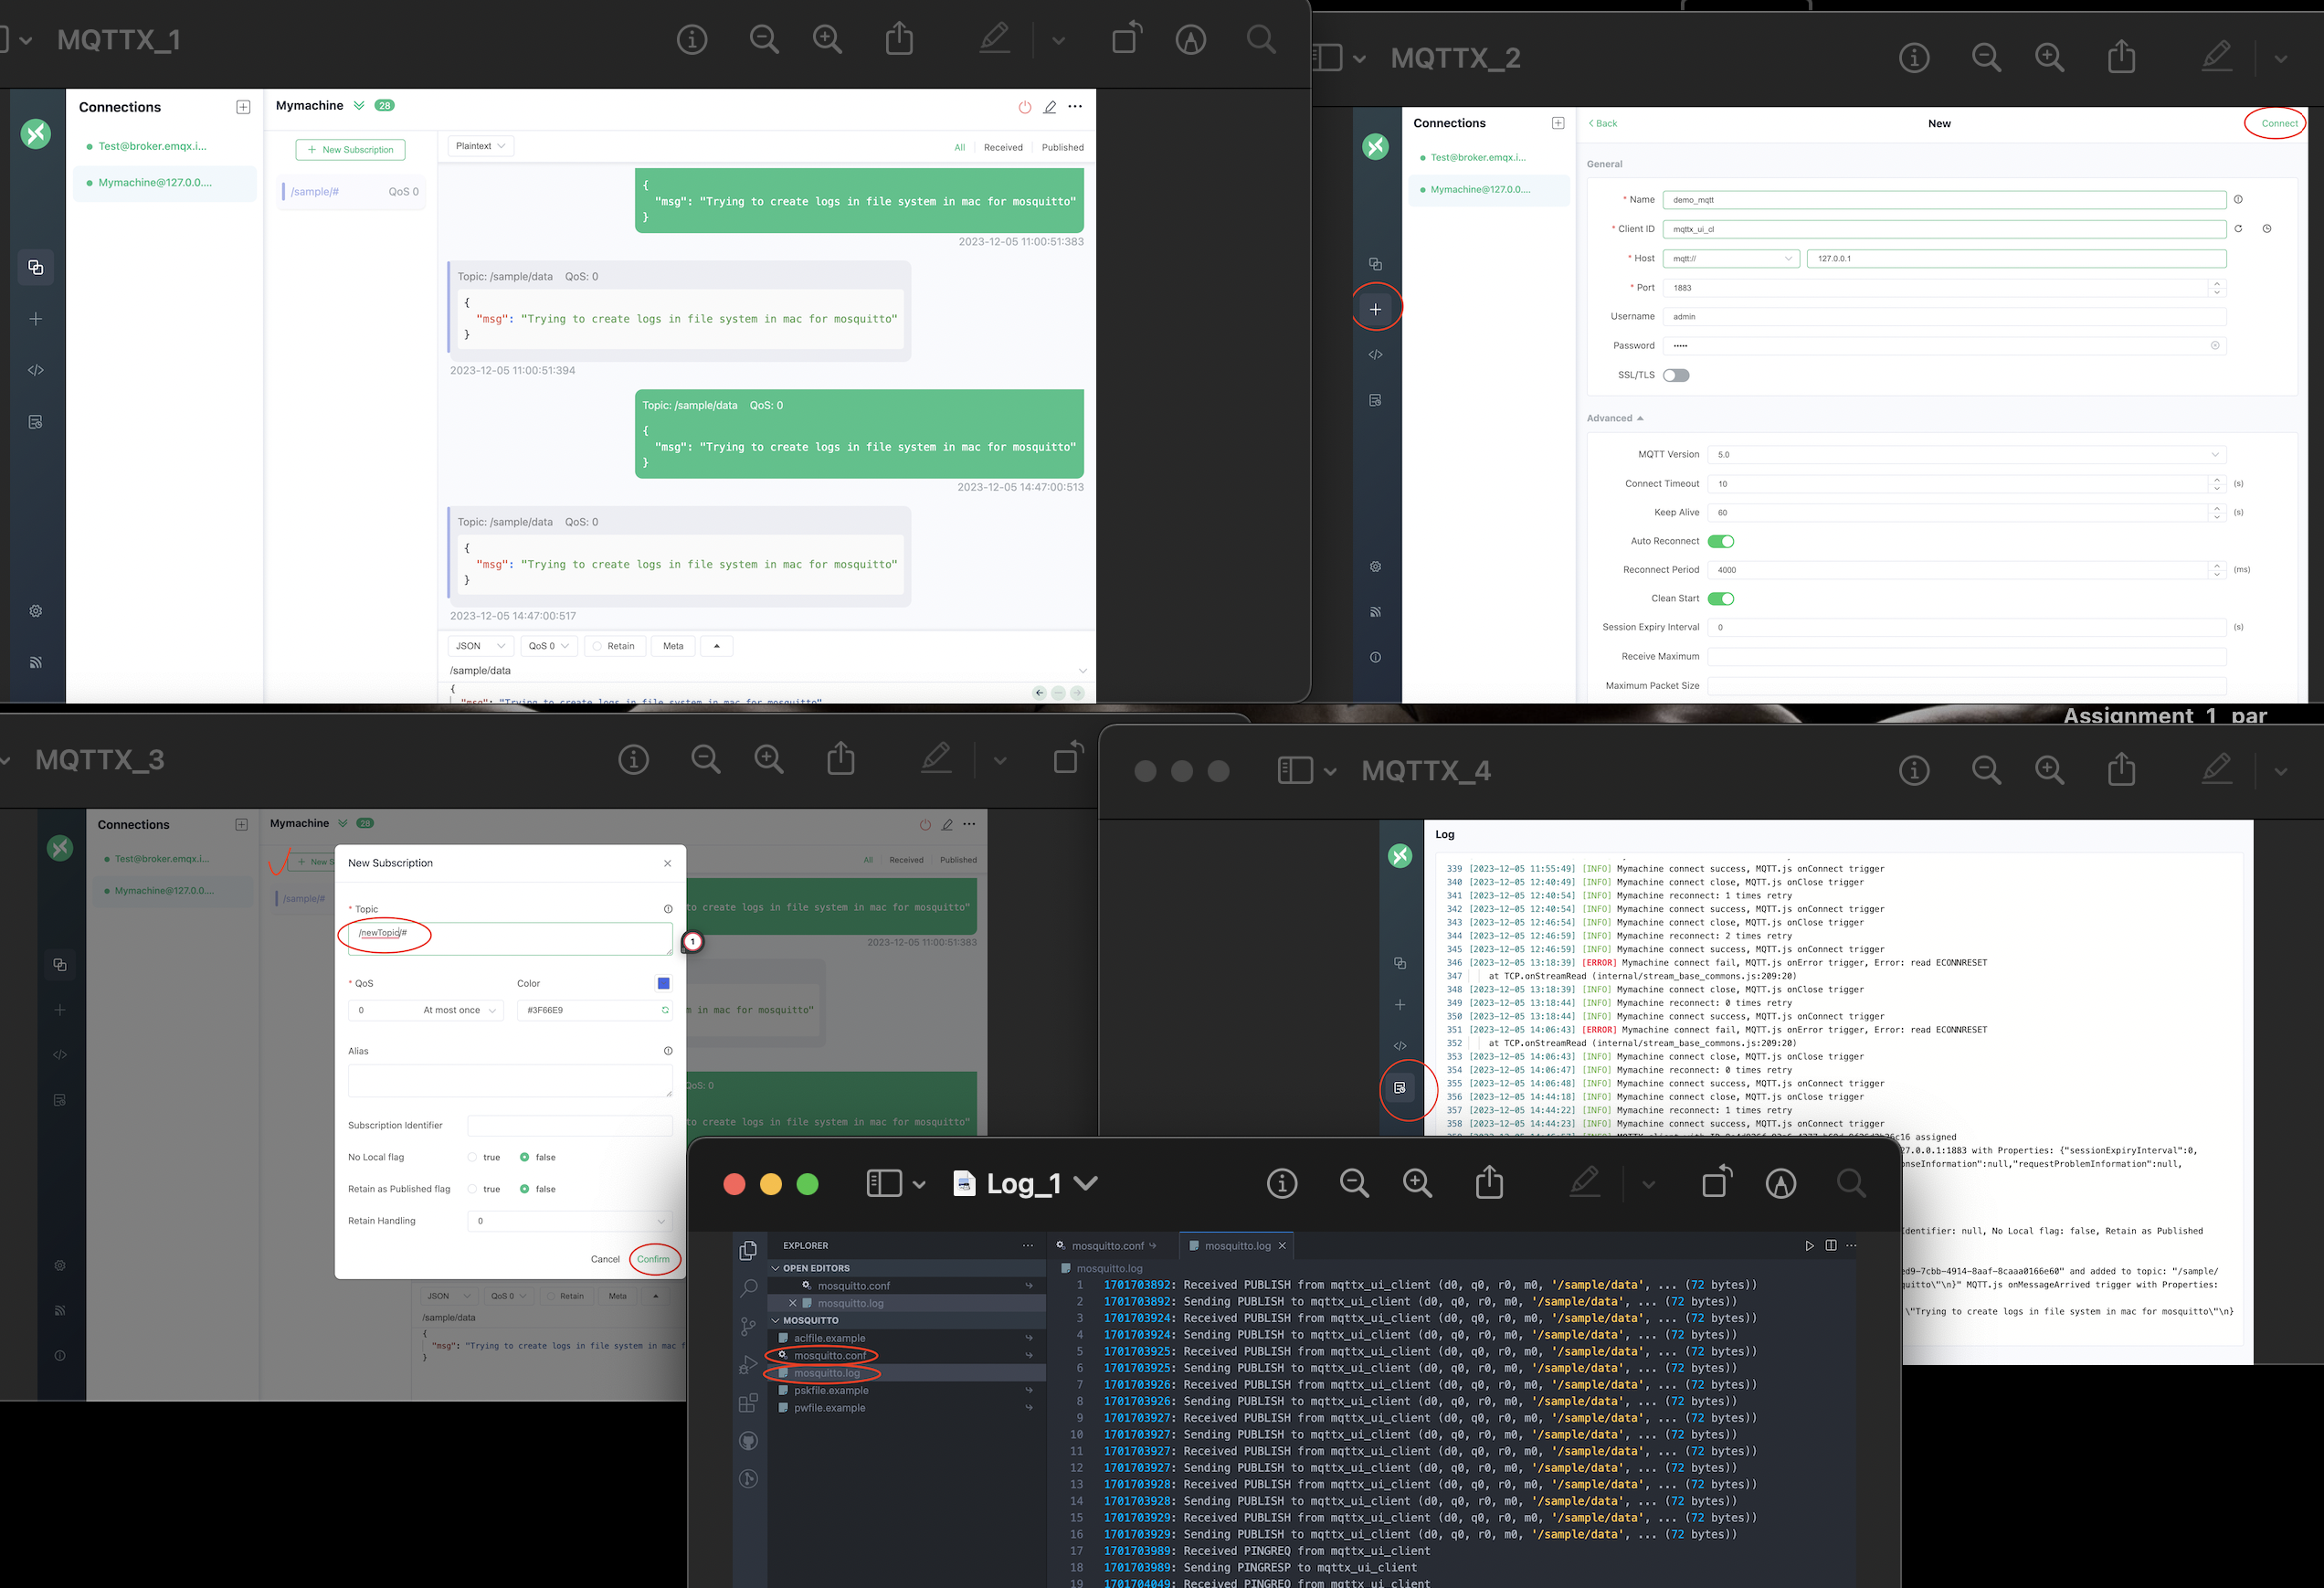 MQTTX_1
Connections
Test@broker.emqx.i...
Mymachine@127.0.0....
Mymachine 28
New Subscription
/sample/# QoS 0
Plaintext
All Received Published
{
"msg": "Trying to create logs in file system in mac for mosquitto"
}
2023-12-05 11:00:51:383
Topic: /sample/data QoS: 0
{
"msg": "Trying to create logs in file system in mac for mosquitto"
}
2023-12-05 11:00:51:394
Topic: /sample/data QoS: 0
{
"msg": "Trying to create logs in file system in mac for mosquitto"
}
2023-12-05 14:47:00:513
Topic: /sample/data QoS: 0
{
"msg": "Trying to create logs in file system in mac for mosquitto"
}
2023-12-05 14:47:00:517
JSON QoS 0 Retain Meta
/sample/data
{
"msg": "Trying to create logs in file system in mac for mosquitto"
MQTTX_2
Connections
Test@broker.emqx.i...
Mymachine@127.0.0....
< Back New Connect
General
* Name demo_mqtt
* Client ID mqttx_ui_cl
* Host mqtt:// 127.0.0.1
* Port 1883
Username admin
Password •••••
SSL/TLS
Advanced
MQTT Version 5.0
Connect Timeout 10 (s)
Keep Alive 60 (s)
Auto Reconnect
Reconnect Period 4000 (ms)
Clean Start
Session Expiry Interval 0 (s)
Receive Maximum
Maximum Packet Size
Assignment_1_par
MQTTX_3
Connections
Test@broker.emqx.i...
Mymachine@127.0.0....
Mymachine 28
+ New S
/sample/#
All Received Published
New Subscription
* Topic
/newTopic/#
1
* QoS Color
0 At most once #3F66E9
Alias
Subscription Identifier
No Local flag true false
Retain as Published flag true false
Retain Handling 0
Cancel Confirm
to create logs in file system in mac for mosquitto"
2023-12-05 11:00:51:383
m in mac for mosquitto"
QoS: 0
to create logs in file system in mac for mosquitto"
JSON QoS 0 Retain Meta
/sample/data
{
"msg": "Trying to create logs in file system in mac f
}
MQTTX_4
Log
339 [2023-12-05 11:55:49] [INFO] Mymachine connect success, MQTT.js onConnect trigger
340 [2023-12-05 12:40:49] [INFO] Mymachine connect close, MQTT.js onClose trigger
341 [2023-12-05 12:40:54] [INFO] Mymachine reconnect: 1 times retry
342 [2023-12-05 12:40:54] [INFO] Mymachine connect success, MQTT.js onConnect trigger
343 [2023-12-05 12:46:54] [INFO] Mymachine connect close, MQTT.js onClose trigger
344 [2023-12-05 12:46:59] [INFO] Mymachine reconnect: 2 times retry
345 [2023-12-05 12:46:59] [INFO] Mymachine connect success, MQTT.js onConnect trigger
346 [2023-12-05 13:18:39] [ERROR] Mymachine connect fail, MQTT.js onError trigger, Error: read ECONNRESET
347 at TCP.onStreamRead (internal/stream_base_commons.js:209:20)
348 [2023-12-05 13:18:39] [INFO] Mymachine connect close, MQTT.js onClose trigger
349 [2023-12-05 13:18:44] [INFO] Mymachine reconnect: 0 times retry
350 [2023-12-05 13:18:44] [INFO] Mymachine connect success, MQTT.js onConnect trigger
351 [2023-12-05 14:06:43] [ERROR] Mymachine connect fail, MQTT.js onError trigger, Error: read ECONNRESET
352 at TCP.onStreamRead (internal/stream_base_commons.js:209:20)
353 [2023-12-05 14:06:43] [INFO] Mymachine connect close, MQTT.js onClose trigger
354 [2023-12-05 14:06:47] [INFO] Mymachine reconnect: 0 times retry
355 [2023-12-05 14:06:48] [INFO] Mymachine connect success, MQTT.js onConnect trigger
356 [2023-12-05 14:44:18] [INFO] Mymachine connect close, MQTT.js onClose trigger
357 [2023-12-05 14:44:22] [INFO] Mymachine reconnect: 1 times retry
358 [2023-12-05 14:44:23] [INFO] Mymachine connect success, MQTT.js onConnect trigger
assigned
27.0.0.1:1883 with Properties: {"sessionExpiryInterval":0,
onseInformation":null,"requestProblemInformation":null,
dentifier: null, No Local flag: false, Retain as Published
ed9-7cbb-4914-8aaf-8caaa0166e60" and added to topic: "/sample/
quitto\"\n}" MQTT.js onMessageArrived trigger with Properties:
\"Trying to create logs in file system in mac for mosquitto\"\n}
Log_1
EXPLORER
OPEN EDITORS
mosquitto.conf
mosquitto.log
MOSQUITTO
aclfile.example
mosquitto.conf
mosquitto.log
pskfile.example
pwfile.example
mosquitto.conf mosquitto.log
mosquitto.log
1 1701703892: Received PUBLISH from mqttx_ui_client (d0, q0, r0, m0, '/sample/data', ... (72 bytes))
2 1701703892: Sending PUBLISH to mqttx_ui_client (d0, q0, r0, m0, '/sample/data', ... (72 bytes))
3 1701703924: Received PUBLISH from mqttx_ui_client (d0, q0, r0, m0, '/sample/data', ... (72 bytes))
4 1701703924: Sending PUBLISH to mqttx_ui_client (d0, q0, r0, m0, '/sample/data', ... (72 bytes))
5 1701703925: Received PUBLISH from mqttx_ui_client (d0, q0, r0, m0, '/sample/data', ... (72 bytes))
6 1701703925: Sending PUBLISH to mqttx_ui_client (d0, q0, r0, m0, '/sample/data', ... (72 bytes))
7 1701703926: Received PUBLISH from mqttx_ui_client (d0, q0, r0, m0, '/sample/data', ... (72 bytes))
8 1701703926: Sending PUBLISH to mqttx_ui_client (d0, q0, r0, m0, '/sample/data', ... (72 bytes))
9 1701703927: Received PUBLISH from mqttx_ui_client (d0, q0, r0, m0, '/sample/data', ... (72 bytes))
10 1701703927: Sending PUBLISH to mqttx_ui_client (d0, q0, r0, m0, '/sample/data', ... (72 bytes))
11 1701703927: Received PUBLISH from mqttx_ui_client (d0, q0, r0, m0, '/sample/data', ... (72 bytes))
12 1701703927: Sending PUBLISH to mqttx_ui_client (d0, q0, r0, m0, '/sample/data', ... (72 bytes))
13 1701703928: Received PUBLISH from mqttx_ui_client (d0, q0, r0, m0, '/sample/data', ... (72 bytes))
14 1701703928: Sending PUBLISH to mqttx_ui_client (d0, q0, r0, m0, '/sample/data', ... (72 bytes))
15 1701703929: Received PUBLISH from mqttx_ui_client (d0, q0, r0, m0, '/sample/data', ... (72 bytes))
16 1701703929: Sending PUBLISH to mqttx_ui_client (d0, q0, r0, m0, '/sample/data', ... (72 bytes))
17 1701703989: Received PINGREQ from mqttx_ui_client
18 1701703989: Sending PINGRESP to mqttx_ui_client
19 1701704049: Received PINGREQ from mqttx_ui_client